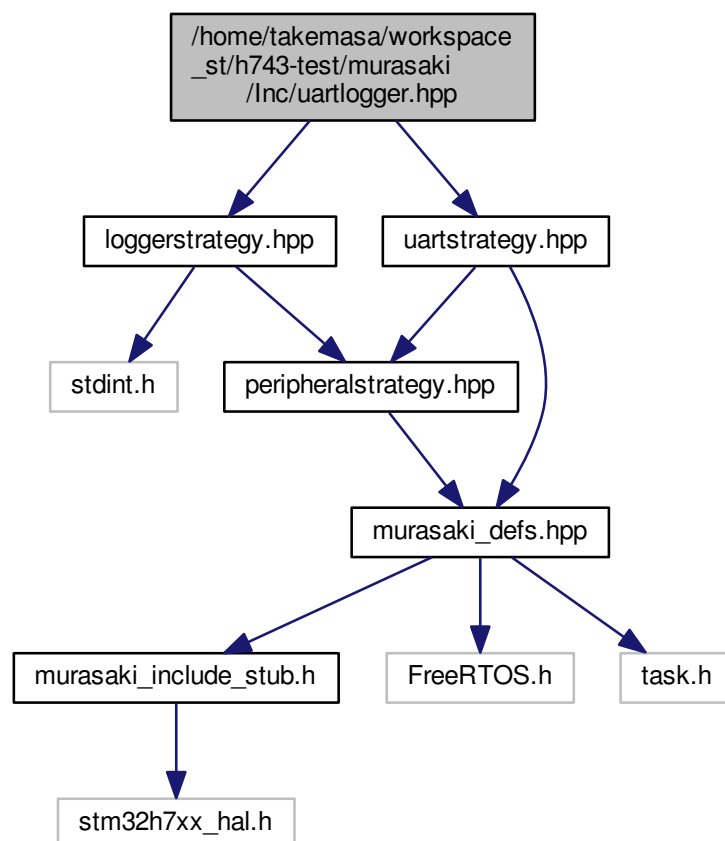 /home/takemasa/workspace
_st/h743-test/murasaki
/Inc/uartlogger.hpp
loggerstrategy.hpp
uartstrategy.hpp
stdint.h
peripheralstrategy.hpp
murasaki_defs.hpp
murasaki_include_stub.h
FreeRTOS.h
task.h
stm32h7xx_hal.h